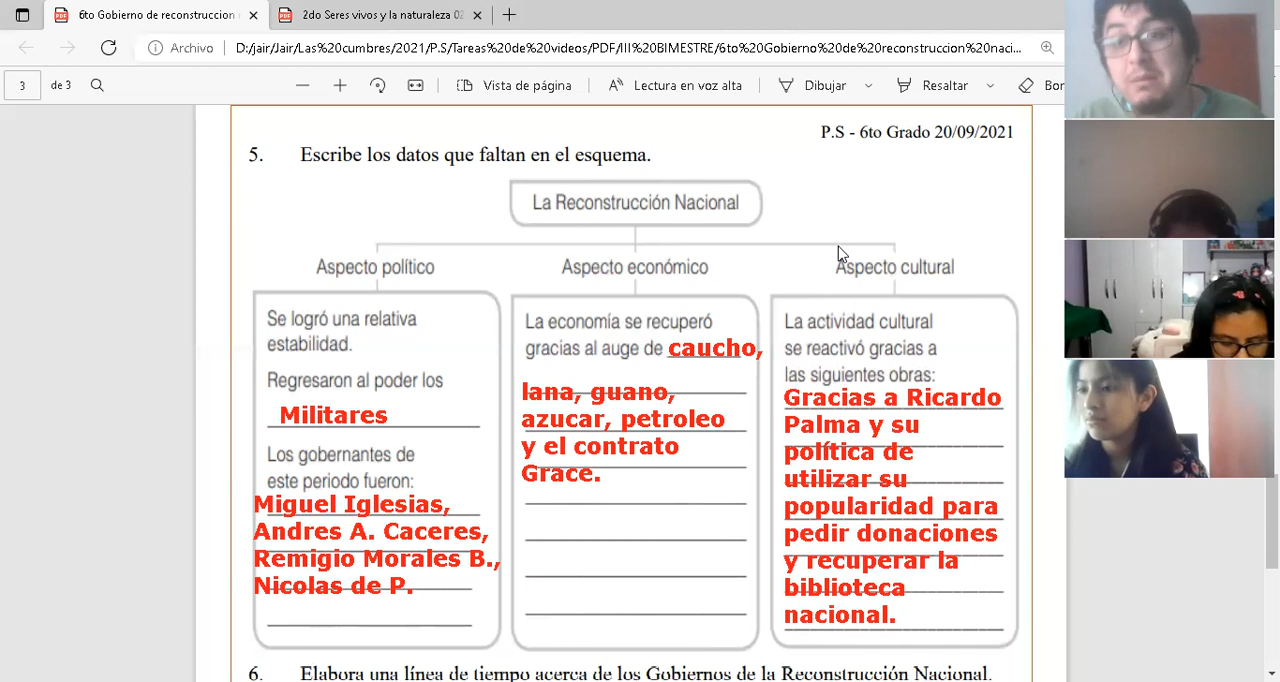 6to Gobierno de reconstruccion
2do Seres vivos y la naturaleza 02
Archivo
D:/jair/Jair/Las%20cumbres/2021/P.S/Tareas%20de%20videos/PDF/III%20BIMESTRE/6to%20Gobierno%20de%20reconstruccion%20naci...
3
de 3
Vista de página
Lectura en voz alta
Dibujar
Resaltar
Bor
P.S - 6to Grado 20/09/2021
5. Escribe los datos que faltan en el esquema.
La Reconstrucción Nacional
Aspecto político
Se logró una relativa
estabilidad.
Regresaron al poder los
Militares
Los gobernantes de
este periodo fueron:
Miguel Iglesias,
Andres A. Caceres,
Remigio Morales B.,
Nicolas de P.
Aspecto económico
La economía se recuperó
gracias al auge de caucho,
lana, guano,
azucar, petroleo
y el contrato
Grace.
Aspecto cultural
La actividad cultural
se reactivó gracias a
las siguientes obras:
Gracias a Ricardo
Palma y su
política de
utilizar su
popularidad para
pedir donaciones
y recuperar la
biblioteca
nacional.
6. Elabora una línea de tiempo acerca de los Gobiernos de la Reconstrucción Nacional.